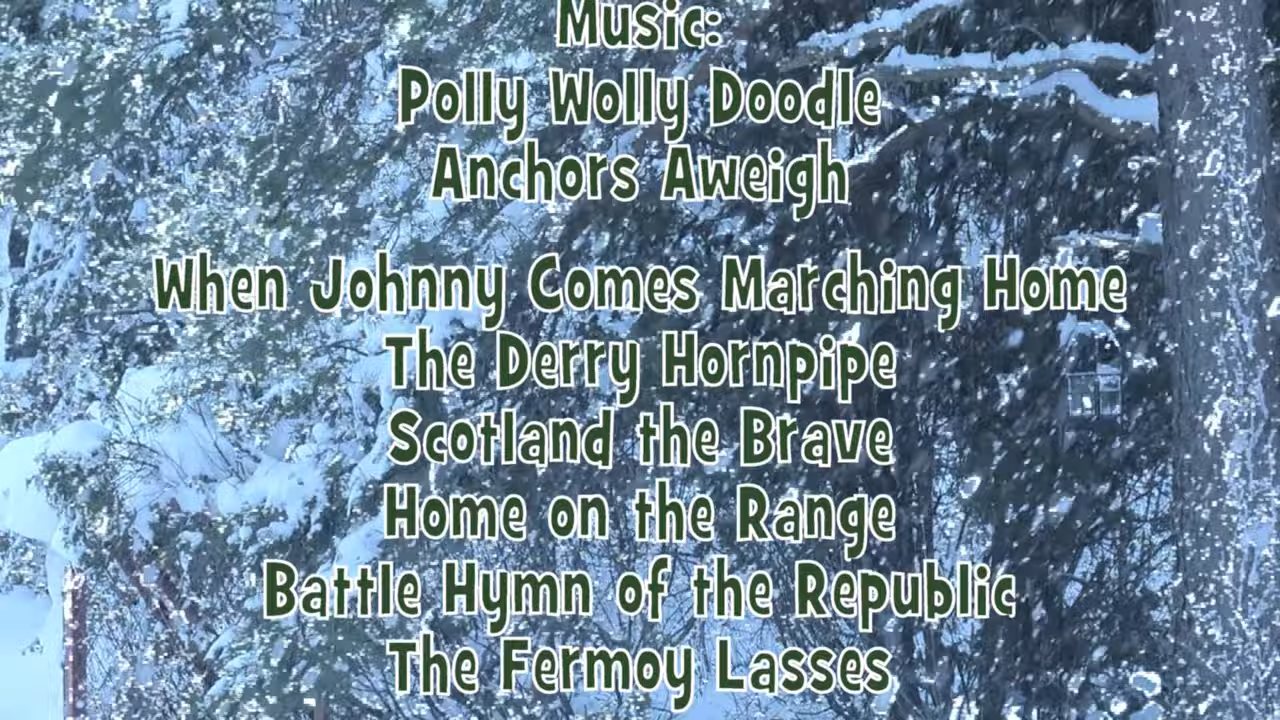 Music:
Polly Wolly Doodle
Anchors Aweigh
When Johnny Comes Marching Home
The Derry Hornpipe
Scotland the Brave
Home on the Range
Battle Hymn of the Republic
The Fermoy Lasses